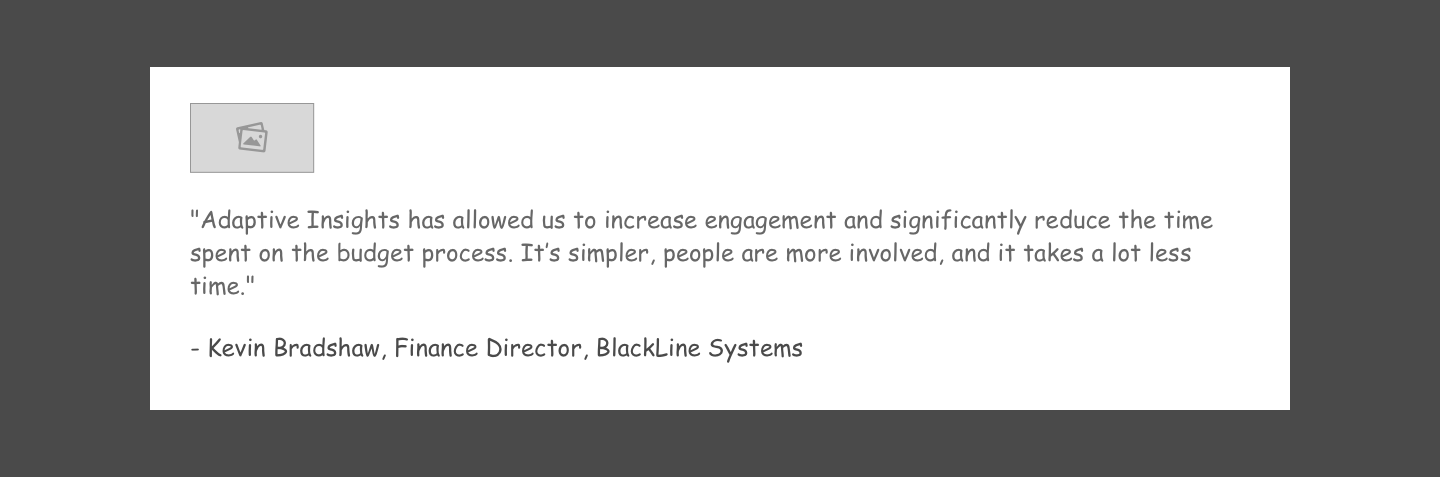 "Adaptive Insights has allowed us to increase engagement and significantly reduce the time
spent on the budget process. It’s simpler, people are more involved, and it takes a lot less
time."
- Kevin Bradshaw, Finance Director, BlackLine Systems